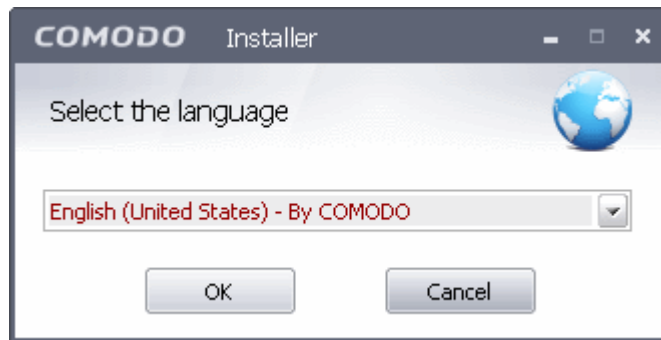 COMODO Installer
Select the language
English (United States) - By COMODO
OK Cancel